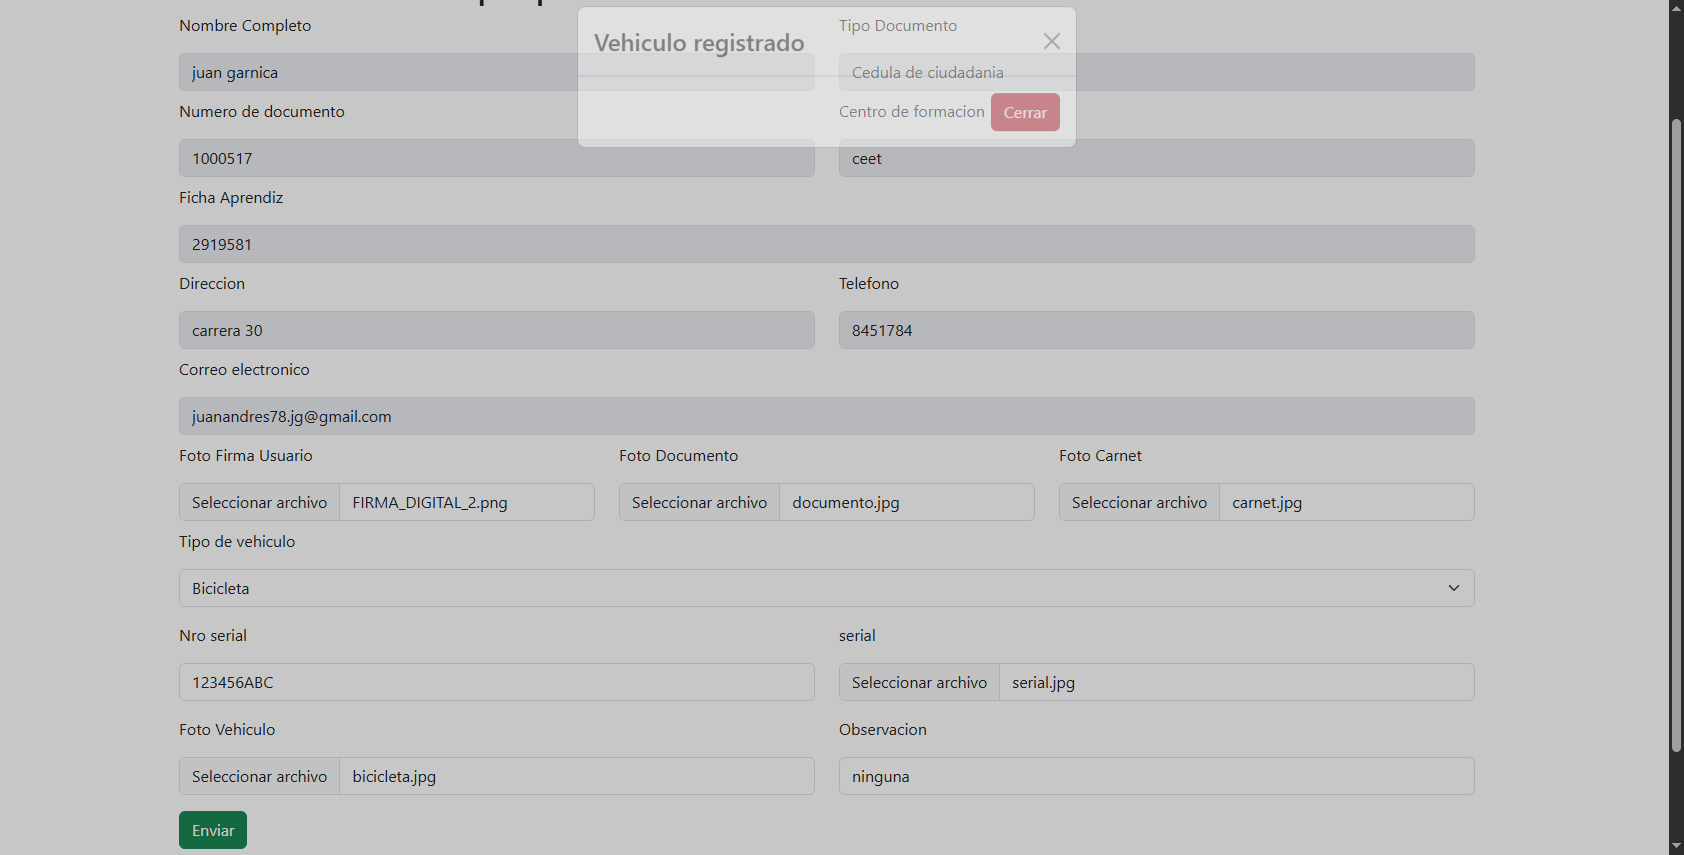 Nombre Completo
Tipo Documento
Vehiculo registrado
juan garnica
Cedula de ciudadania
Numero de documento
Centro de formacion
Cerrar
1000517
ceet
Ficha Aprendiz
2919581
Direccion
Telefono
carrera 30
8451784
Correo electronico
juanandres78.jg@gmail.com
Foto Firma Usuario
Foto Documento
Foto Carnet
Seleccionar archivo FIRMA_DIGITAL_2.png
Seleccionar archivo documento.jpg
Seleccionar archivo carnet.jpg
Tipo de vehiculo
Bicicleta
Nro serial
serial
123456ABC
Seleccionar archivo serial.jpg
Foto Vehiculo
Observacion
Seleccionar archivo bicicleta.jpg
ninguna
Enviar